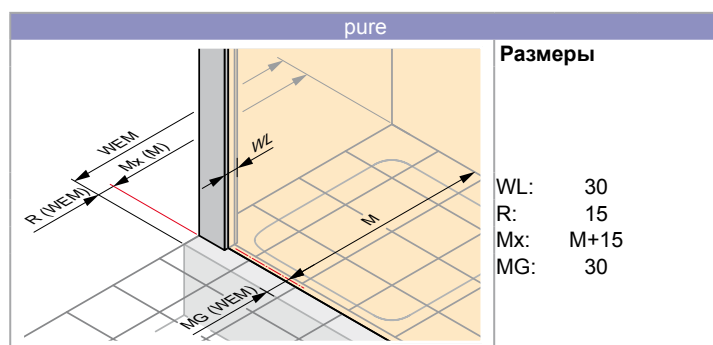 pure
Размеры
WEM
Mx (M)
R (WEM)
WL
M
MG (WEM)
WL: 30
R: 15
Mx: M+15
MG: 30